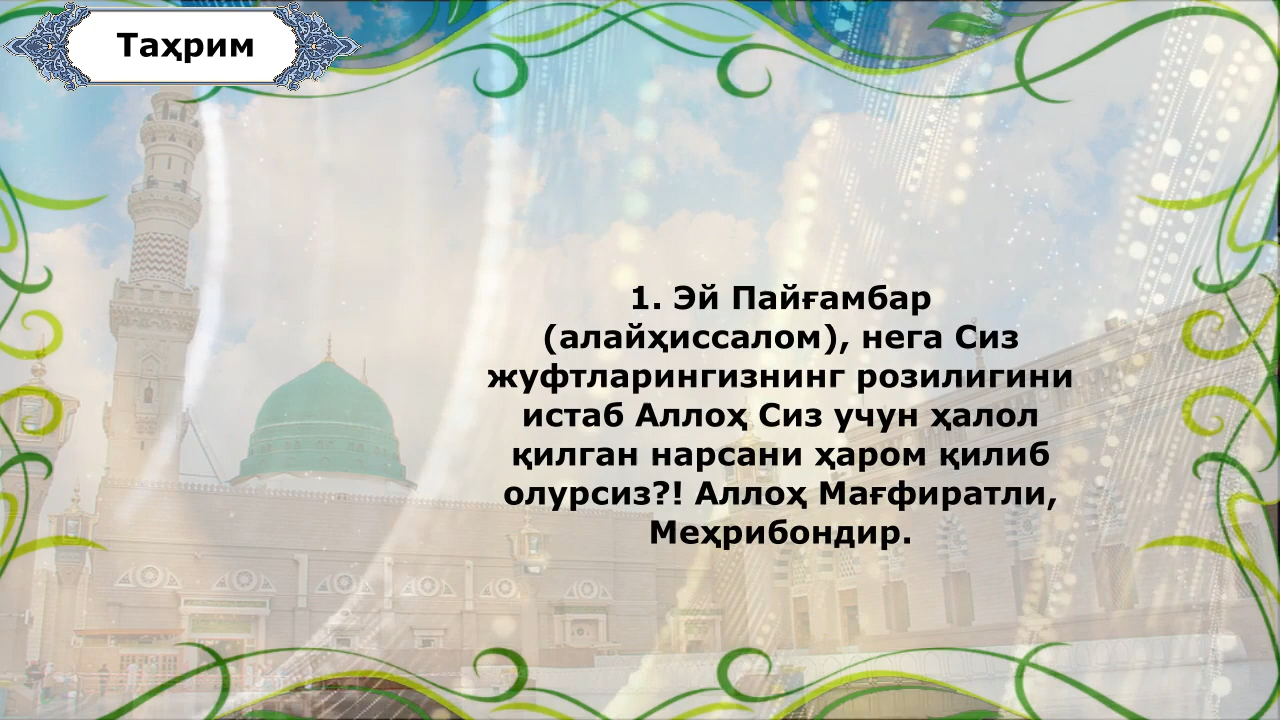 Таҳрим
1. Эй Пайғамбар
(алайҳиссалом), нега Сиз
жуфтларингизнинг розилигини
истаб Аллоҳ Сиз учун ҳалол
қилган нарсани ҳаром қилиб
олурсиз?! Аллоҳ Мағфиратли,
Меҳрибондир.